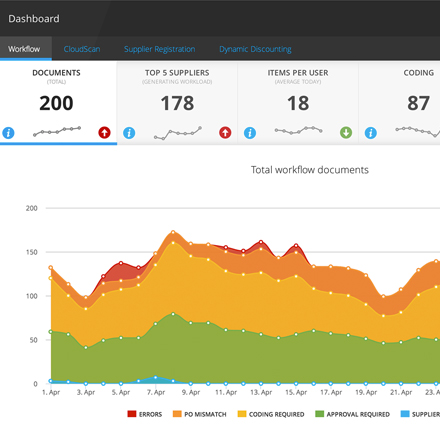 Dashboard
Workflow CloudScan Supplier Registration Dynamic Discounting
DOCUMENTS TOP 5 SUPPLIERS ITEMS PER USER CODING
(TOTAL) (GENERATING WORKLOAD) (AVERAGE TODAY)
200 178 18 87
Total workflow documents
200
150
100
50
0
1. Apr 3. Apr 5. Apr 7. Apr 9. Apr 11. Apr 13. Apr 15. Apr 17. Apr 19. Apr 21. Apr 23. A
ERRORS PO MISMATCH CODING REQUIRED APPROVAL REQUIRED SUPPLIER